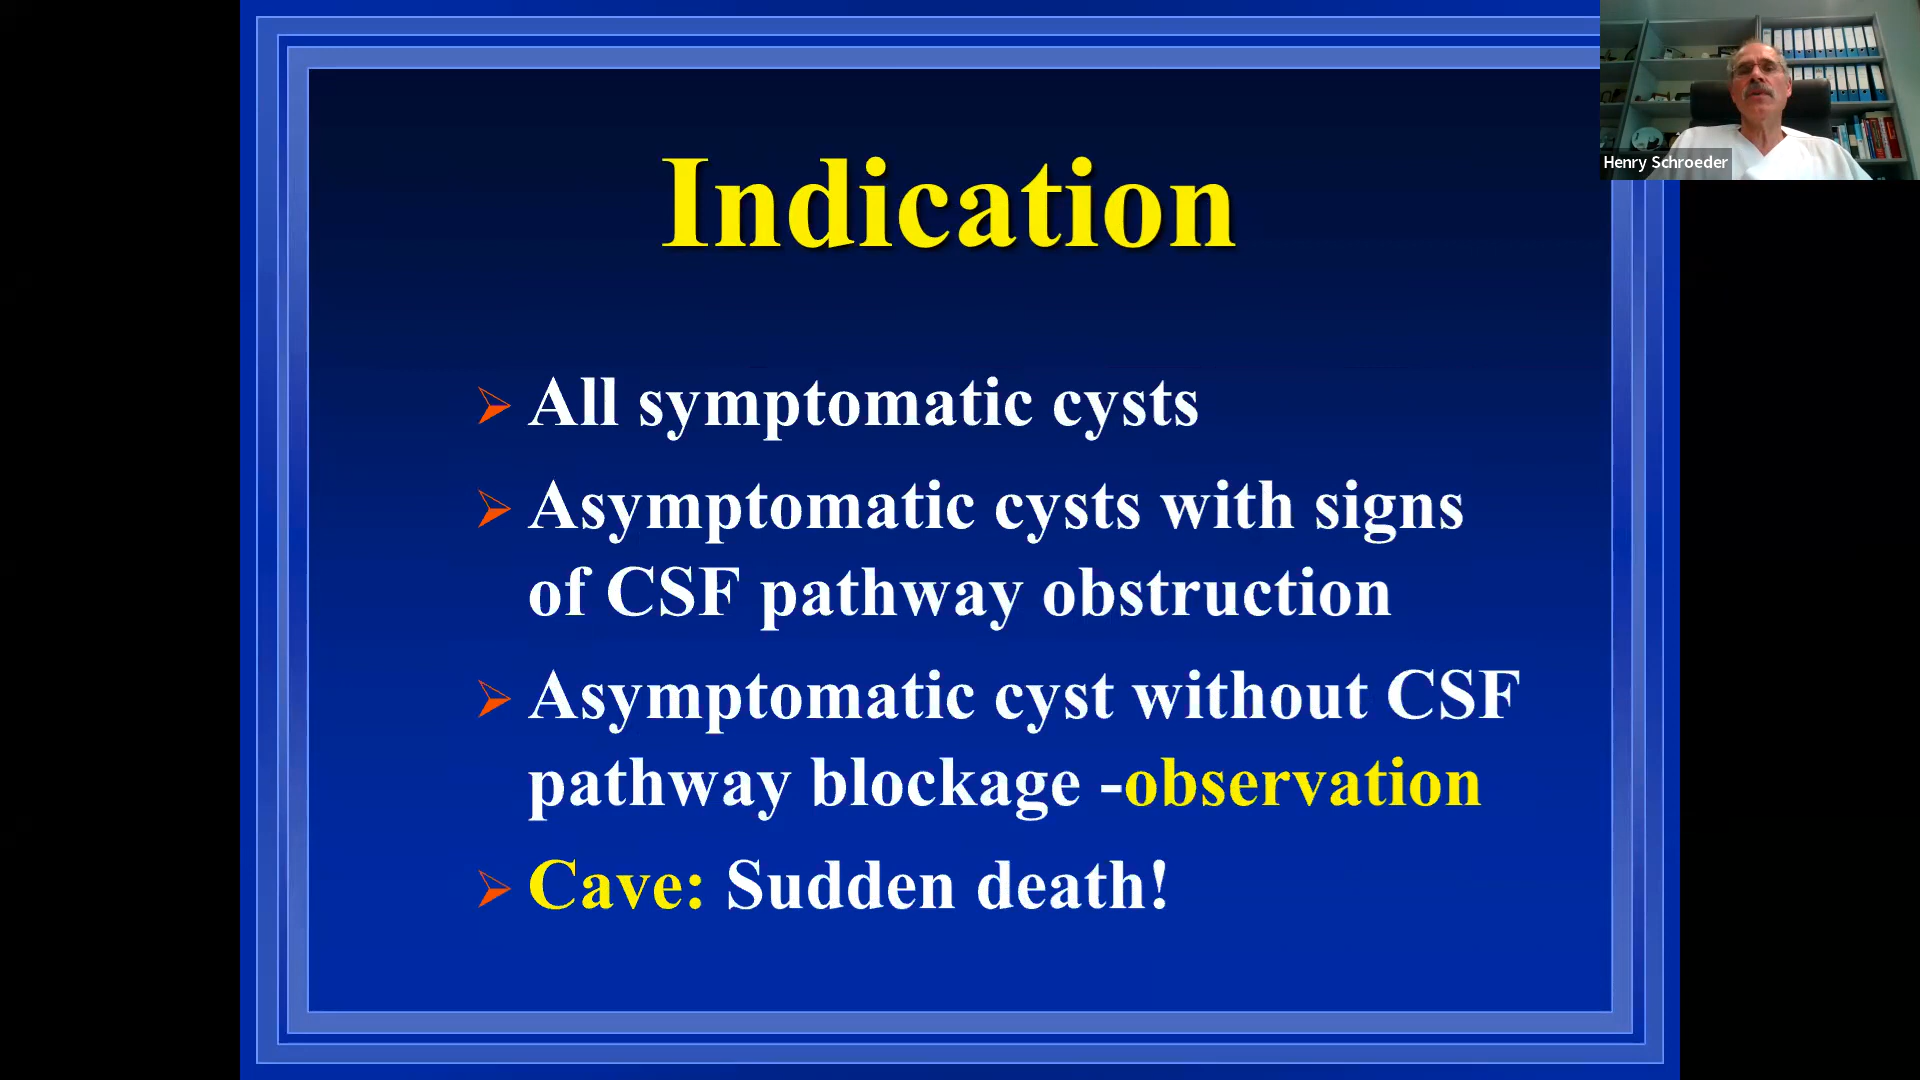 Indication
All symptomatic cysts
Asymptomatic cysts with signs
of CSF pathway obstruction
Asymptomatic cyst without CSF
pathway blockage -observation
Cave: Sudden death!
Henry Schroeder